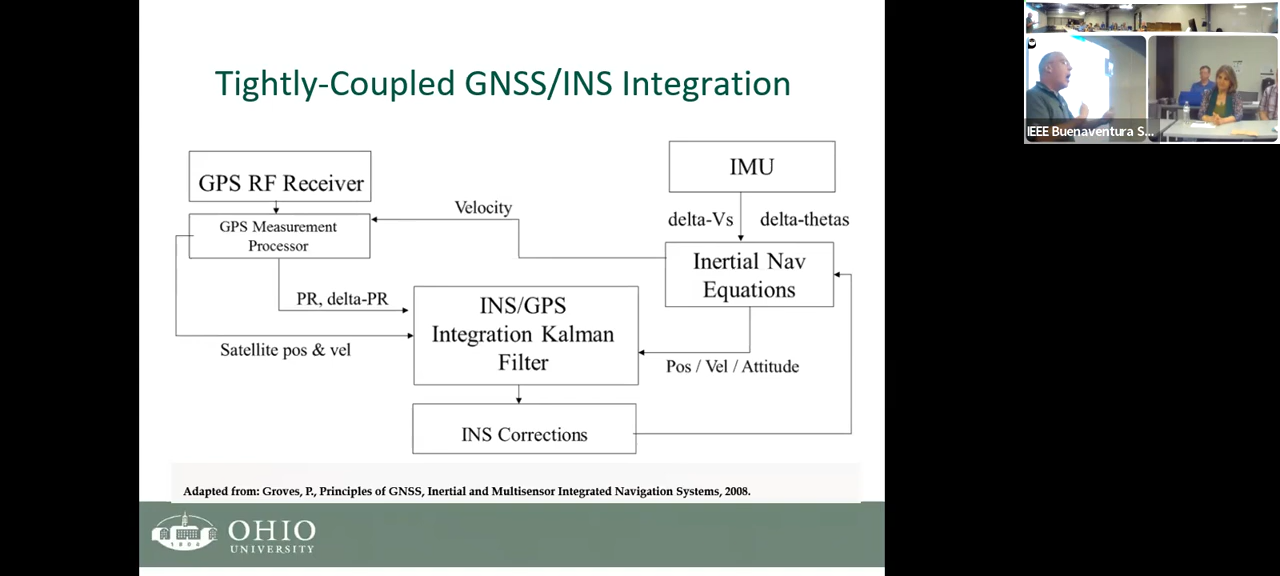 Tightly-Coupled GNSS/INS Integration
GPS RF Receiver
IMU
Velocity
delta-Vs
delta-thetas
GPS Measurement
Processor
Inertial Nav
Equations
PR, delta-PR
INS/GPS
Integration Kalman
Filter
Satellite pos & vel
Pos / Vel / Attitude
INS Corrections
Adapted from: Groves, P., Principles of GNSS, Inertial and Multisensor Integrated Navigation Systems, 2008.
1804
OHIO
UNIVERSITY
IEEE Buenaventura S...